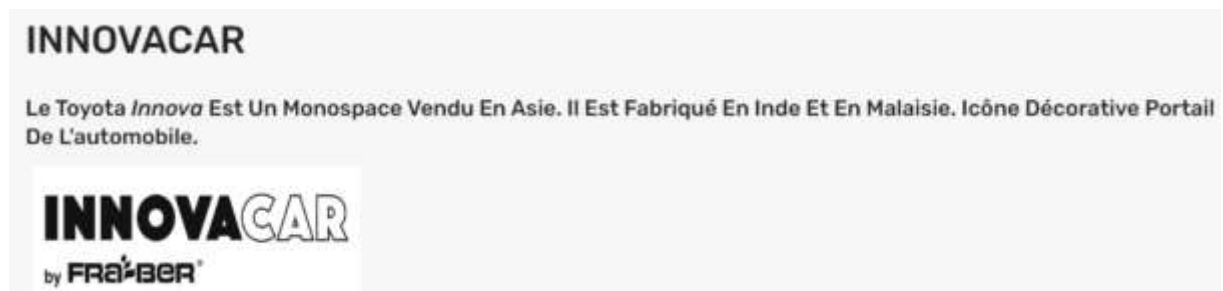 INNOVACAR
Le Toyota Innova Est Un Monospace Vendu En Asie. Il Est Fabriqué En Inde Et En Malaisie. Icône Décorative Portail
De L'automobile.
INNOVACAR
by FRa-BeR®